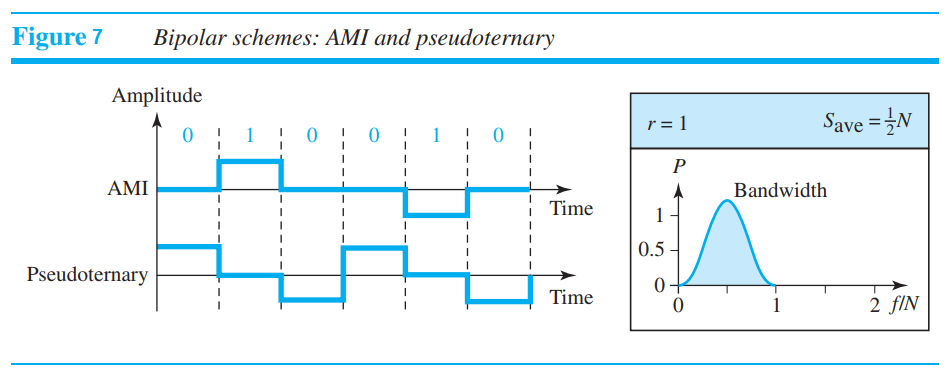 Figure 7 Bipolar schemes: AMI and pseudoternary
Amplitude
0 1 0 0 1 0
AMI
Time
Pseudoternary
Time
r = 1 Save = 1/2 N
P
Bandwidth
1
0.5
0
0 1 2 f/N